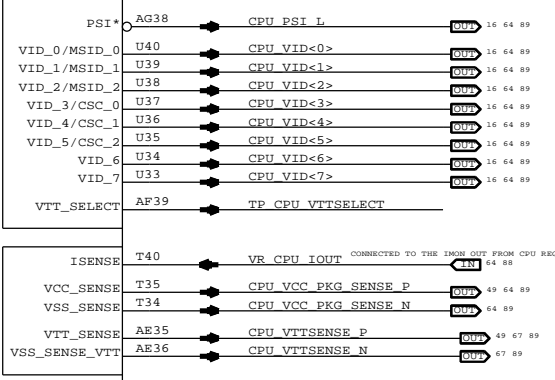 PSI* AG38 CPU_PSI_L OUT 16 64 89
VID_0/MSID_0 U40 CPU_VID<0> OUT 16 64 89
VID_1/MSID_1 U39 CPU_VID<1> OUT 16 64 89
VID_2/MSID_2 U38 CPU_VID<2> OUT 16 64 89
VID_3/CSC_0 U37 CPU_VID<3> OUT 16 64 89
VID_4/CSC_1 U36 CPU_VID<4> OUT 16 64 89
VID_5/CSC_2 U35 CPU_VID<5> OUT 16 64 89
VID_6 U34 CPU_VID<6> OUT 16 64 89
VID_7 U33 CPU_VID<7> OUT 16 64 89
VTT_SELECT AF39 TP_CPU_VTTSELECT
CONNECTED TO THE IMON OUT FROM CPU REG
ISENSE T40 VR_CPU_IOUT IN 64 88
VCC_SENSE T35 CPU_VCC_PKG_SENSE_P OUT 49 64 89
VSS_SENSE T34 CPU_VCC_PKG_SENSE_N OUT 64 89
VTT_SENSE AE35 CPU_VTTSENSE_P OUT 49 67 89
VSS_SENSE_VTT AE36 CPU_VTTSENSE_N OUT 67 89